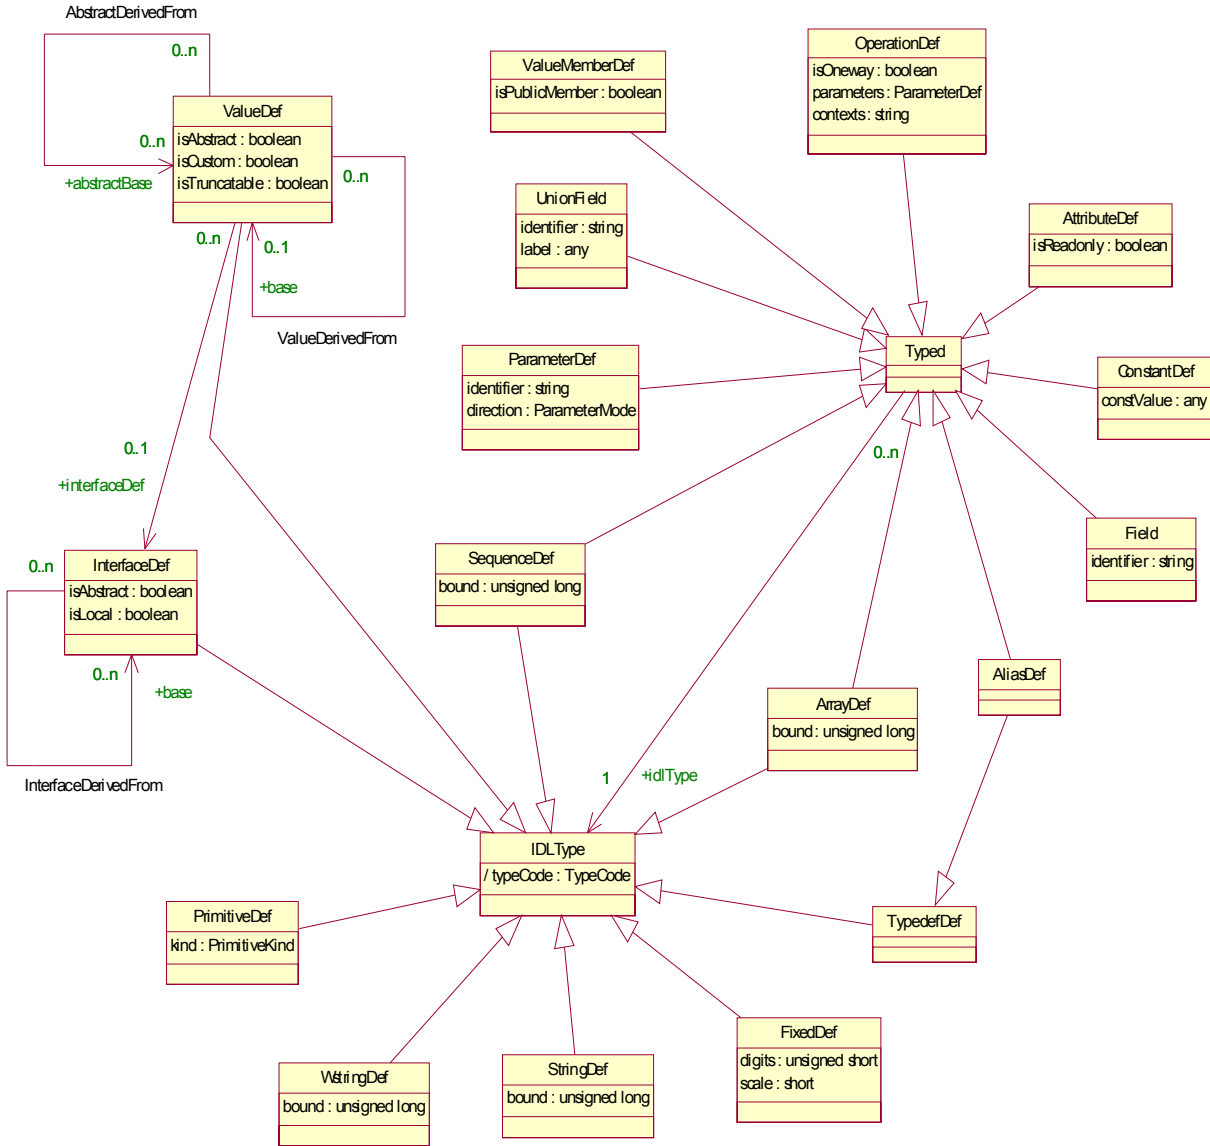 AbstractDerivedFrom
0..n
ValueDef
isAbstract : boolean
isCustom : boolean
isTruncatable : boolean
0..n
+abstractBase
0..n
0..n
0..1
+base
ValueDerivedFrom
0..1
+interfaceDef
ValueMemberDef
isPublicMember : boolean
OperationDef
isOneway : boolean
parameters : ParameterDef
contexts : string
UnionField
identifier : string
label : any
AttributeDef
isReadonly : boolean
Typed
ParameterDef
identifier : string
direction : ParameterMode
ConstantDef
constValue : any
0..n
Field
identifier : string
SequenceDef
bound : unsigned long
0..n
InterfaceDef
isAbstract : boolean
isLocal : boolean
0..n
+base
InterfaceDerivedFrom
AliasDef
ArrayDef
bound : unsigned long
1
+idlType
IDLType
/ typeCode : TypeCode
PrimitiveDef
kind : PrimitiveKind
TypedefDef
WstringDef
bound : unsigned long
StringDef
bound : unsigned long
FixedDef
digits : unsigned short
scale : short